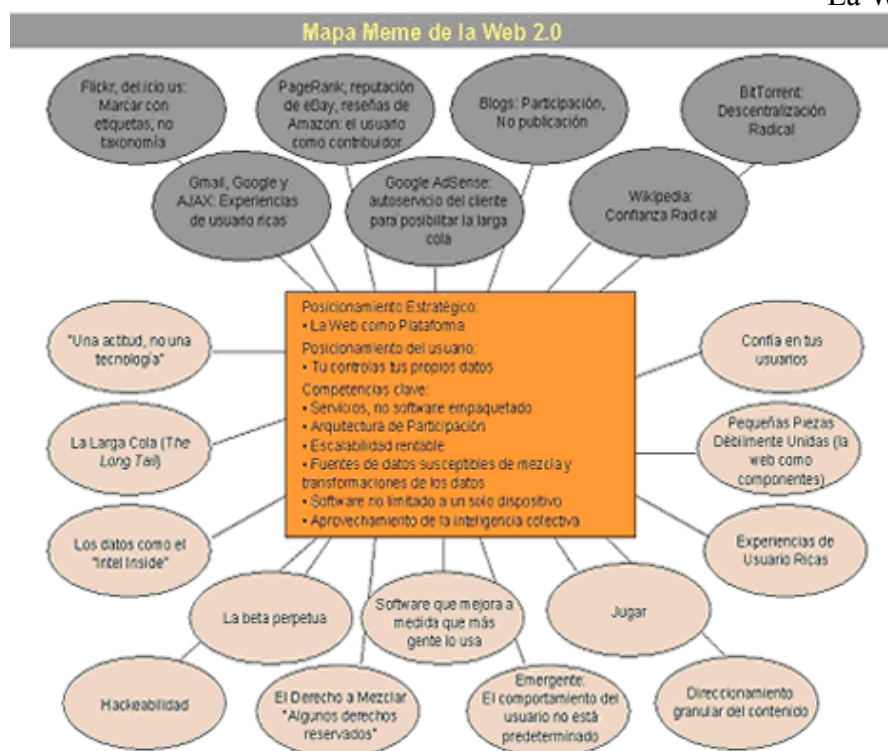 La W
Mapa Meme de la Web 2.0
Flickr, del.icio.us:
Marcar con
etiquetas, no
taxonomía
PageRank, reputación
de eBay, reseñas de
Amazon: el usuario
como contribuidor
Blogs: Participación,
No publicación
BitTorrent:
Descentralización
Radical
Gmail, Google y
AJAX: Experiencias
de usuario ricas
Google AdSense:
autoservicio del cliente
para posibilitar la larga
cola
Wikipedia:
Confianza Radical
Posicionamiento Estratégico:
• La Web como Plataforma
Posicionamiento del usuario:
• Tu controlas tus propios datos
Competencias clave:
• Servicios, no software empaquetado
• Arquitectura de Participación
• Escalabilidad rentable
• Fuentes de datos susceptibles de mezcla y
transformaciones de los datos
• Software no limitado a un solo dispositivo
• Aprovechamiento de la inteligencia colectiva
"Una actitud, no una
tecnología"
La Larga Cola (The
Long Tail)
Los datos como el
"Intel Inside"
Confía en tus
usuarios
Pequeñas Piezas
Débilmente Unidas (la
web como
componentes)
Experiencias de
Usuario Ricas
La beta perpetua
Software que mejora a
medida que más
gente lo usa
Jugar
Hackeabilidad
El Derecho a Mezclar
"Algunos derechos
reservados"
Emergente:
El comportamiento del
usuario no está
predeterminado
Direccionamiento
granular del contenido